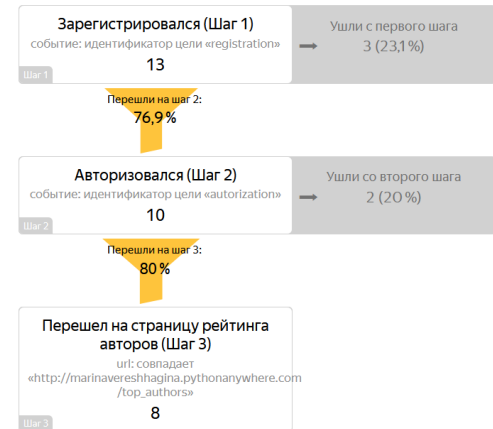 Зарегистрировался (Шаг 1)
событие: идентификатор цели «registration»
13
Шаг 1
Ушли с первого шага
3 (23,1%)
Перешли на шаг 2:
76,9 %
Авторизовался (Шаг 2)
событие: идентификатор цели «autorization»
10
Шаг 2
Ушли со второго шага
2 (20 %)
Перешли на шаг 3:
80 %
Перешел на страницу рейтинга
авторов (Шаг 3)
url: совпадает
«http://marinavereshhagina.pythonanywhere.com
/top_authors»
8
Шаг 3